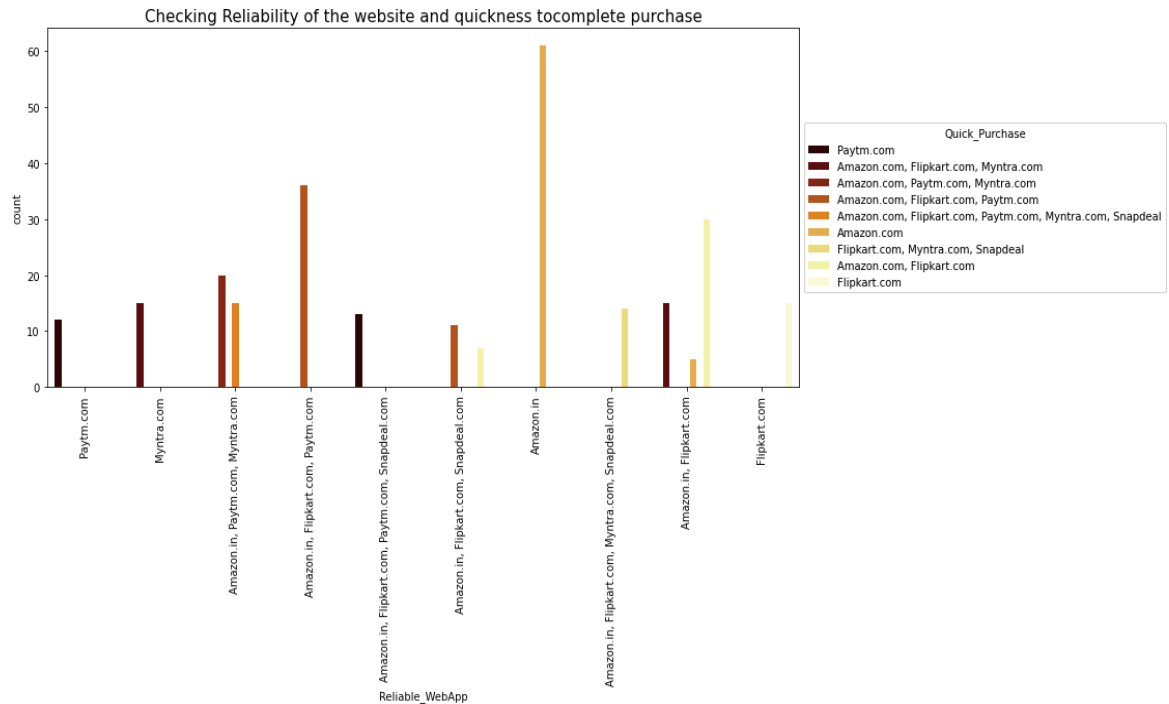 Checking Reliability of the website and quickness tocomplete purchase
60
50
40
30
20
10
0
count
Paytm.com
Myntra.com
Amazon.in, Paytm.com, Myntra.com
Amazon.in, Flipkart.com, Paytm.com
Amazon.in, Flipkart.com, Paytm.com, Snapdeal.com
Amazon.in, Flipkart.com, Snapdeal.com
Amazon.in
Amazon.in, Flipkart.com, Myntra.com, Snapdeal.com
Amazon.in, Flipkart.com
Flipkart.com
Reliable_WebApp
Quick_Purchase
Paytm.com
Amazon.com, Flipkart.com, Myntra.com
Amazon.com, Paytm.com, Myntra.com
Amazon.com, Flipkart.com, Paytm.com
Amazon.com, Flipkart.com, Paytm.com, Myntra.com, Snapdeal
Amazon.com
Flipkart.com, Myntra.com, Snapdeal
Amazon.com, Flipkart.com
Flipkart.com